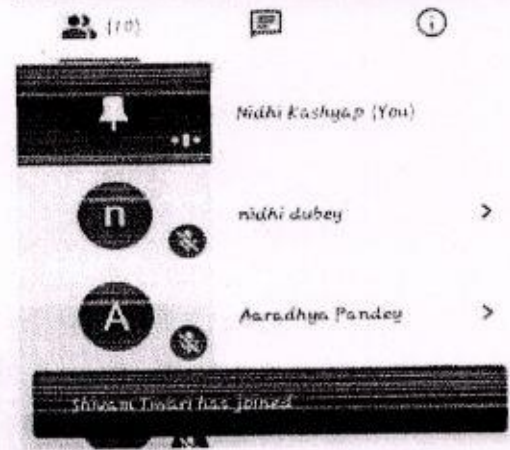 (10)
Nidhi Kashyap (You)
n
nidhi dubey
A
Aaradhya Pandey
Shivam Tiwari has joined